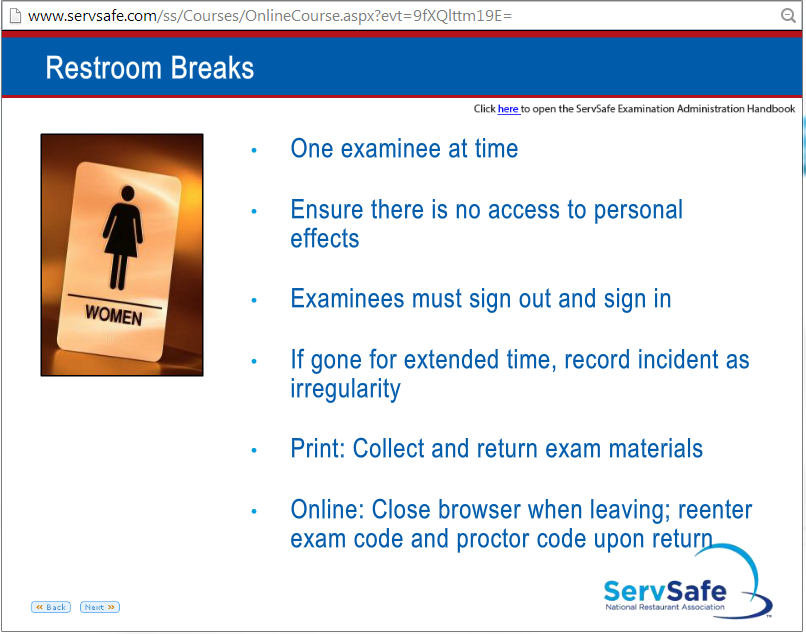 www.servsafe.com/ss/Courses/OnlineCourse.aspx?evt=9fXQlttm19E=
Restroom Breaks
Click here to open the ServSafe Examination Administration Handbook
WOMEN
• One examinee at time
• Ensure there is no access to personal
effects
• Examinees must sign out and sign in
• If gone for extended time, record incident as
irregularity
• Print: Collect and return exam materials
• Online: Close browser when leaving; reenter
exam code and proctor code upon return
ServSafe
National Restaurant Association
TM
<< Back
Next >>